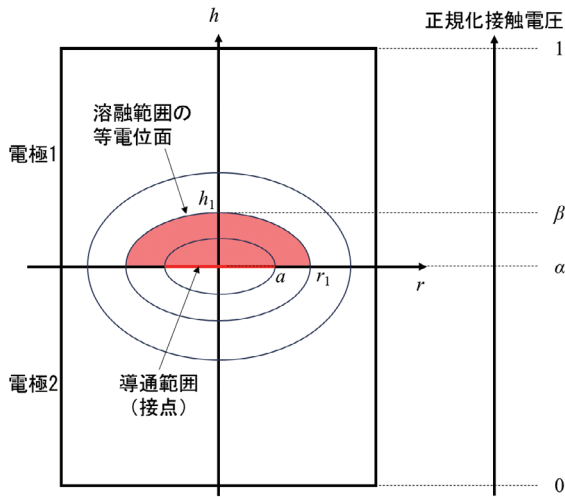 h
正規化接触電圧
1
溶融範囲の
等電位面
電極1
h1
β
a
r1
r
α
電極2
導通範囲
（接点）
0